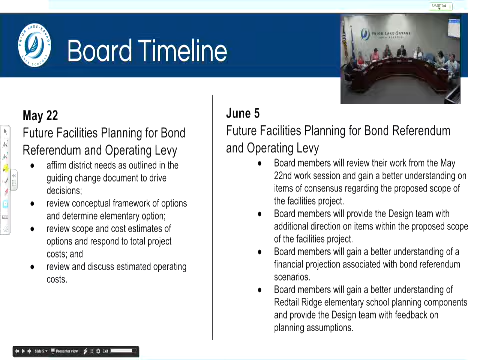 Board Timeline
PRIOR LAKE-SAVAGE
May 22
Future Facilities Planning for Bond
Referendum and Operating Levy
● affirm district needs as outlined in the
guiding change document to drive
decisions;
● review conceptual framework of options
and determine elementary option;
● review scope and cost estimates of
options and respond to total project
costs; and
● review and discuss estimated operating
costs.
June 5
Future Facilities Planning for Bond Referendum
and Operating Levy
● Board members will review their work from the May
22nd work session and gain a better understanding on
items of consensus regarding the proposed scope of
the facilities project.
● Board members will provide the Design team with
additional direction on items within the proposed scope
of the facilities project.
● Board members will gain a better understanding of a
financial projection associated with bond referendum
scenarios.
● Board members will gain a better understanding of
Redtail Ridge elementary school planning components
and provide the Design team with feedback on
planning assumptions.